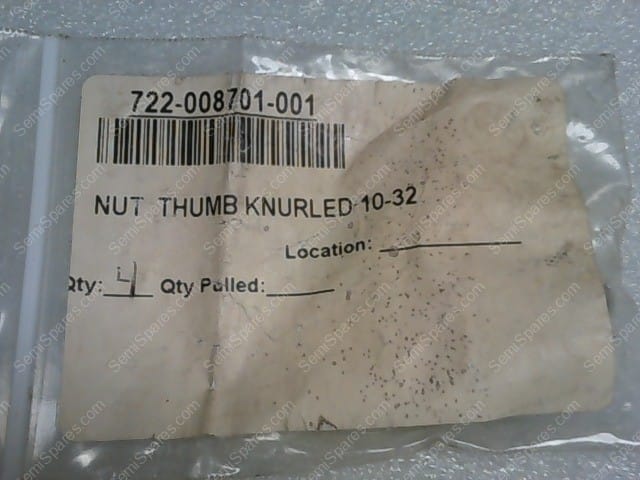 722-008701-001
NUT THUMB KNURLED 10-32
Location:
Qty: 4 Qty Pulled: